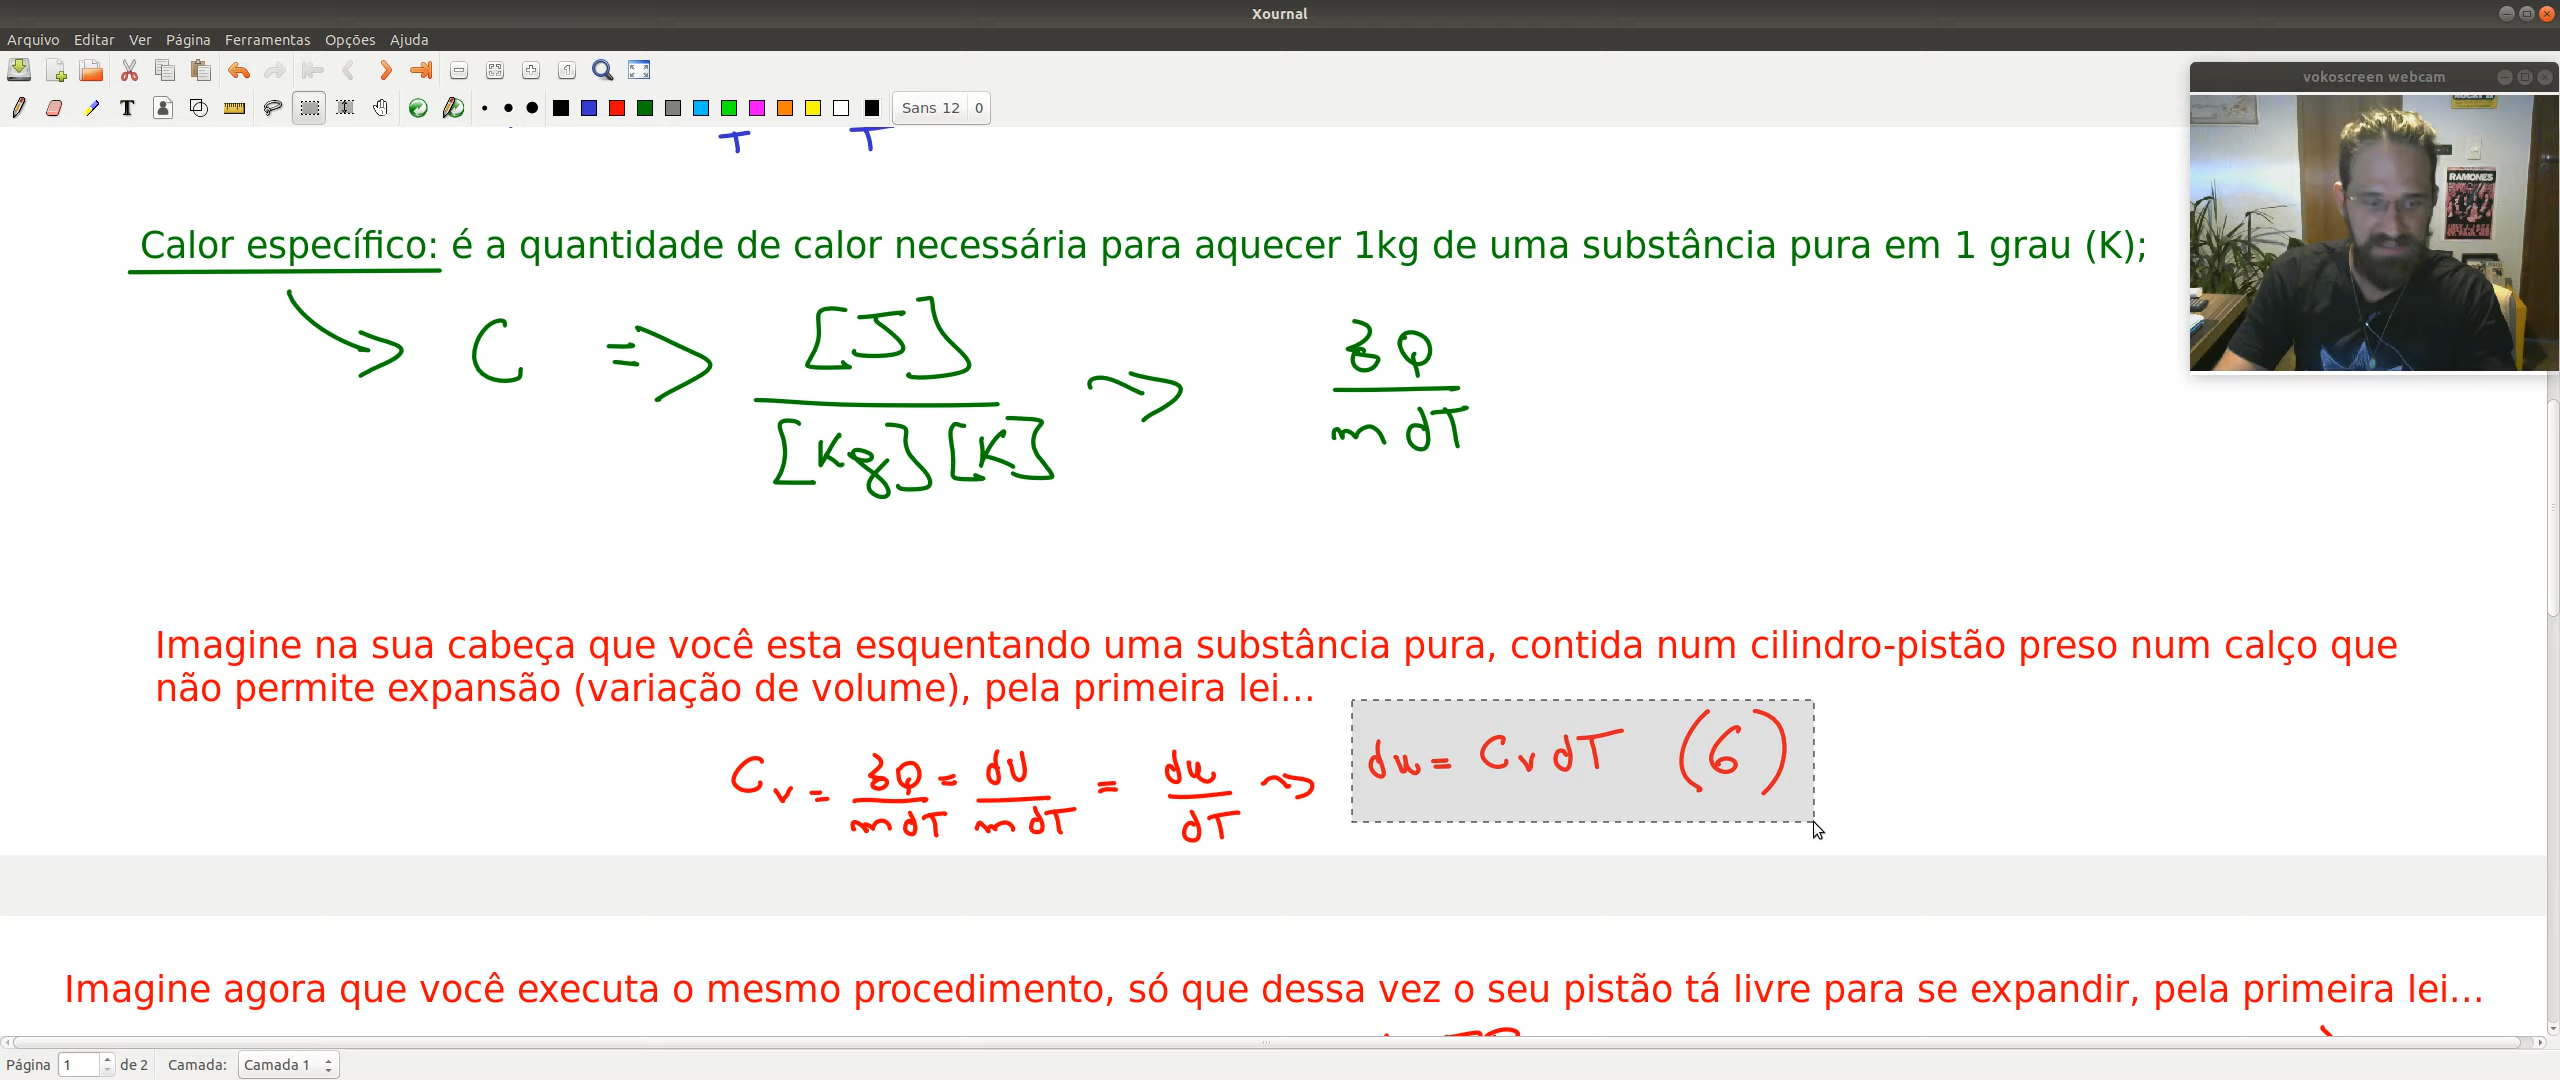 Xournal
Arquivo Editar Ver Página Ferramentas Opções Ajuda
Sans 12 0
vokoscreen webcam
RAMONES
T T
Calor específico: é a quantidade de calor necessária para aquecer 1kg de uma substância pura em 1 grau (K);
C => [J] / [Kg][K] ~> δQ / m dT
Imagine na sua cabeça que você esta esquentando uma substância pura, contida num cilindro-pistão preso num calço que
não permite expansão (variação de volume), pela primeira lei...
Cv = δQ / m dT = dU / m dT = du / dT ~> du = Cv dT (6)
Imagine agora que você executa o mesmo procedimento, só que dessa vez o seu pistão tá livre para se expandir, pela primeira lei...
Página 1 de 2 Camada: Camada 1